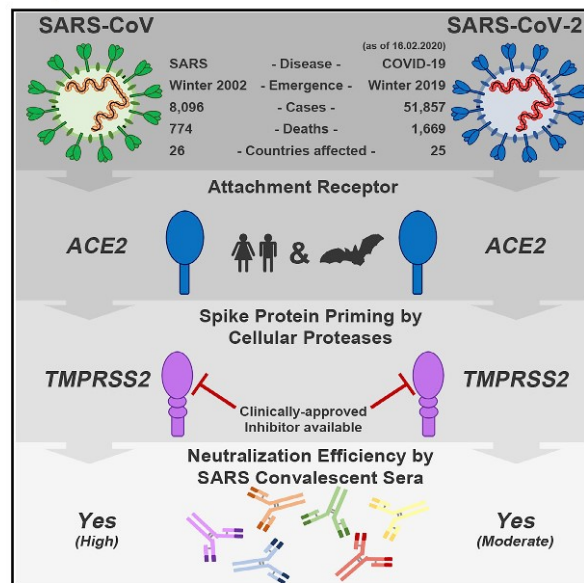 SARS-CoV
SARS-CoV-2
(as of 16.02.2020)
SARS - Disease - COVID-19
Winter 2002 - Emergence - Winter 2019
8,096 - Cases - 51,857
774 - Deaths - 1,669
26 - Countries affected - 25
Attachment Receptor
ACE2 & ACE2
Spike Protein Priming by
Cellular Proteases
TMPRSS2 TMPRSS2
Clinically-approved
Inhibitor available
Neutralization Efficiency by
SARS Convalescent Sera
Yes Yes
(High) (Moderate)